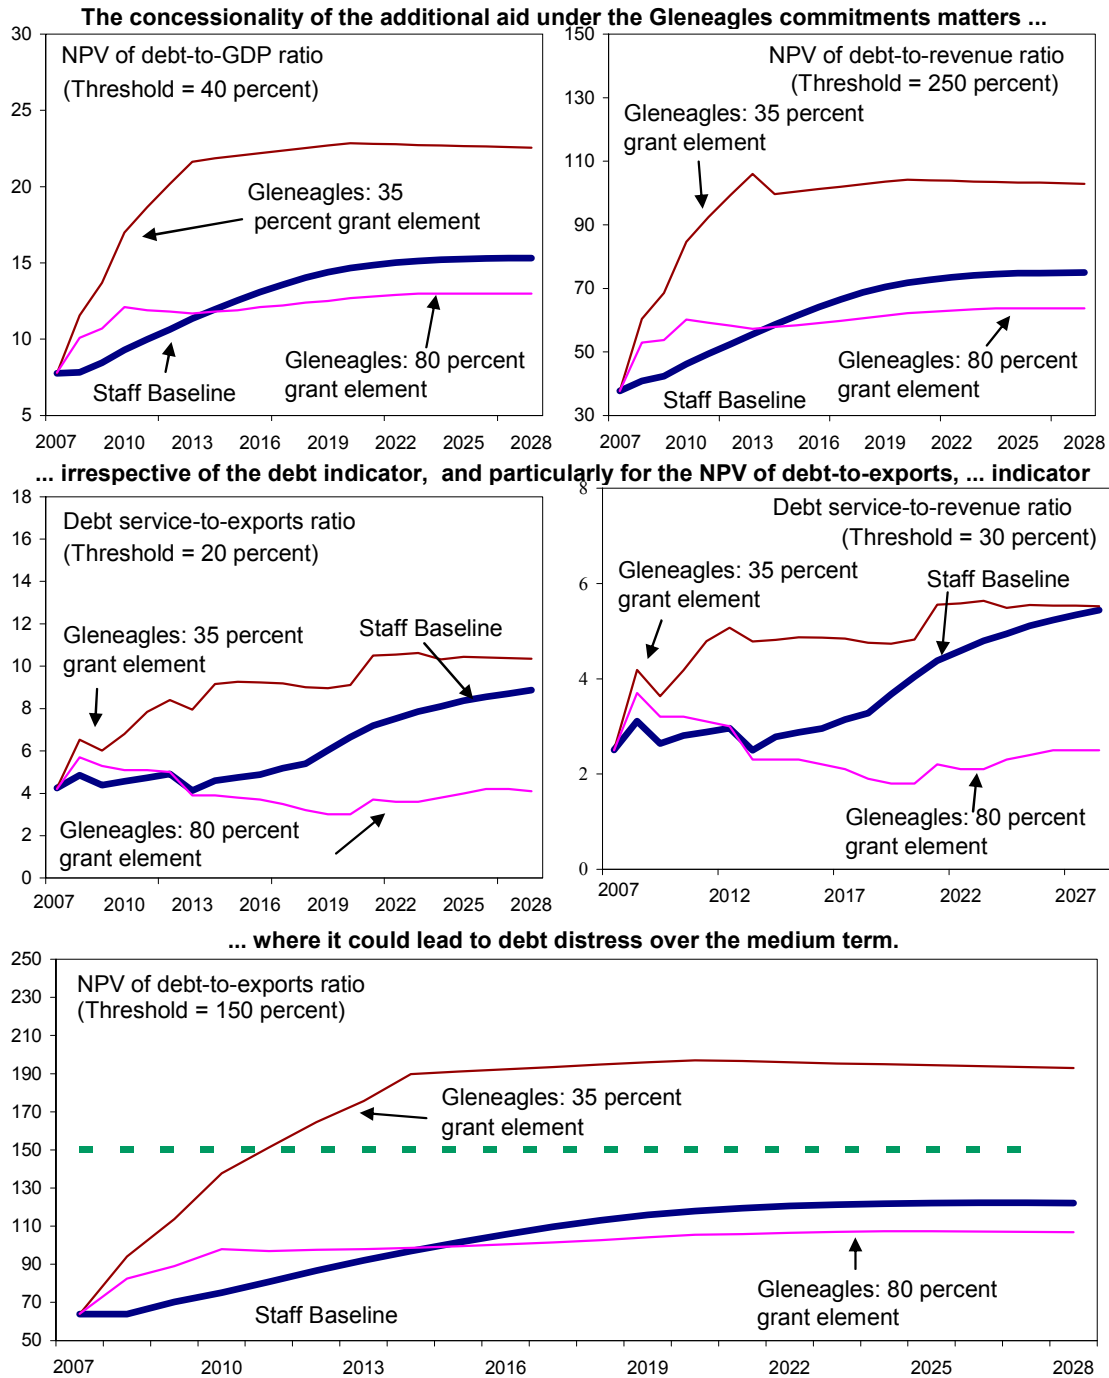 The concessionality of the additional aid under the Gleneagles commitments matters ...
30
25
20
15
10
5
NPV of debt-to-GDP ratio
(Threshold = 40 percent)
Gleneagles: 35
percent grant element
Gleneagles: 80 percent
grant element
Staff Baseline
2007
2010
2013
2016
2019
2022
2025
2028
150
130
110
90
70
50
30
NPV of debt-to-revenue ratio
(Threshold = 250 percent)
Gleneagles: 35 percent
grant element
Gleneagles: 80 percent
grant element
Staff Baseline
2007
2010
2013
2016
2019
2022
2025
2028
... irrespective of the debt indicator, and particularly for the NPV of debt-to-exports, ... indicator
18
16
14
12
10
8
6
4
2
0
Debt service-to-exports ratio
(Threshold = 20 percent)
Gleneagles: 35 percent
grant element
Staff Baseline
Gleneagles: 80 percent
grant element
2007
2010
2013
2016
2019
2022
2025
2028
8
6
4
2
0
Debt service-to-revenue ratio
(Threshold = 30 percent)
Gleneagles: 35 percent
grant element
Staff Baseline
Gleneagles: 80 percent
grant element
2007
2012
2017
2022
2027
... where it could lead to debt distress over the medium term.
250
230
210
190
170
150
130
110
90
70
50
NPV of debt-to-exports ratio
(Threshold = 150 percent)
Gleneagles: 35 percent
grant element
Gleneagles: 80 percent
grant element
Staff Baseline
2007
2010
2013
2016
2019
2022
2025
2028